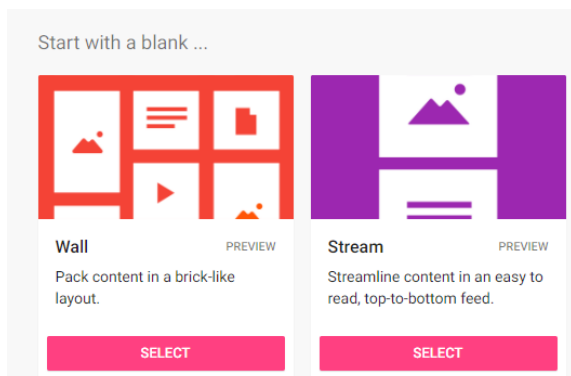 Start with a blank ...
Wall
PREVIEW
Pack content in a brick-like
layout.
SELECT
Stream
PREVIEW
Streamline content in an easy to
read, top-to-bottom feed.
SELECT